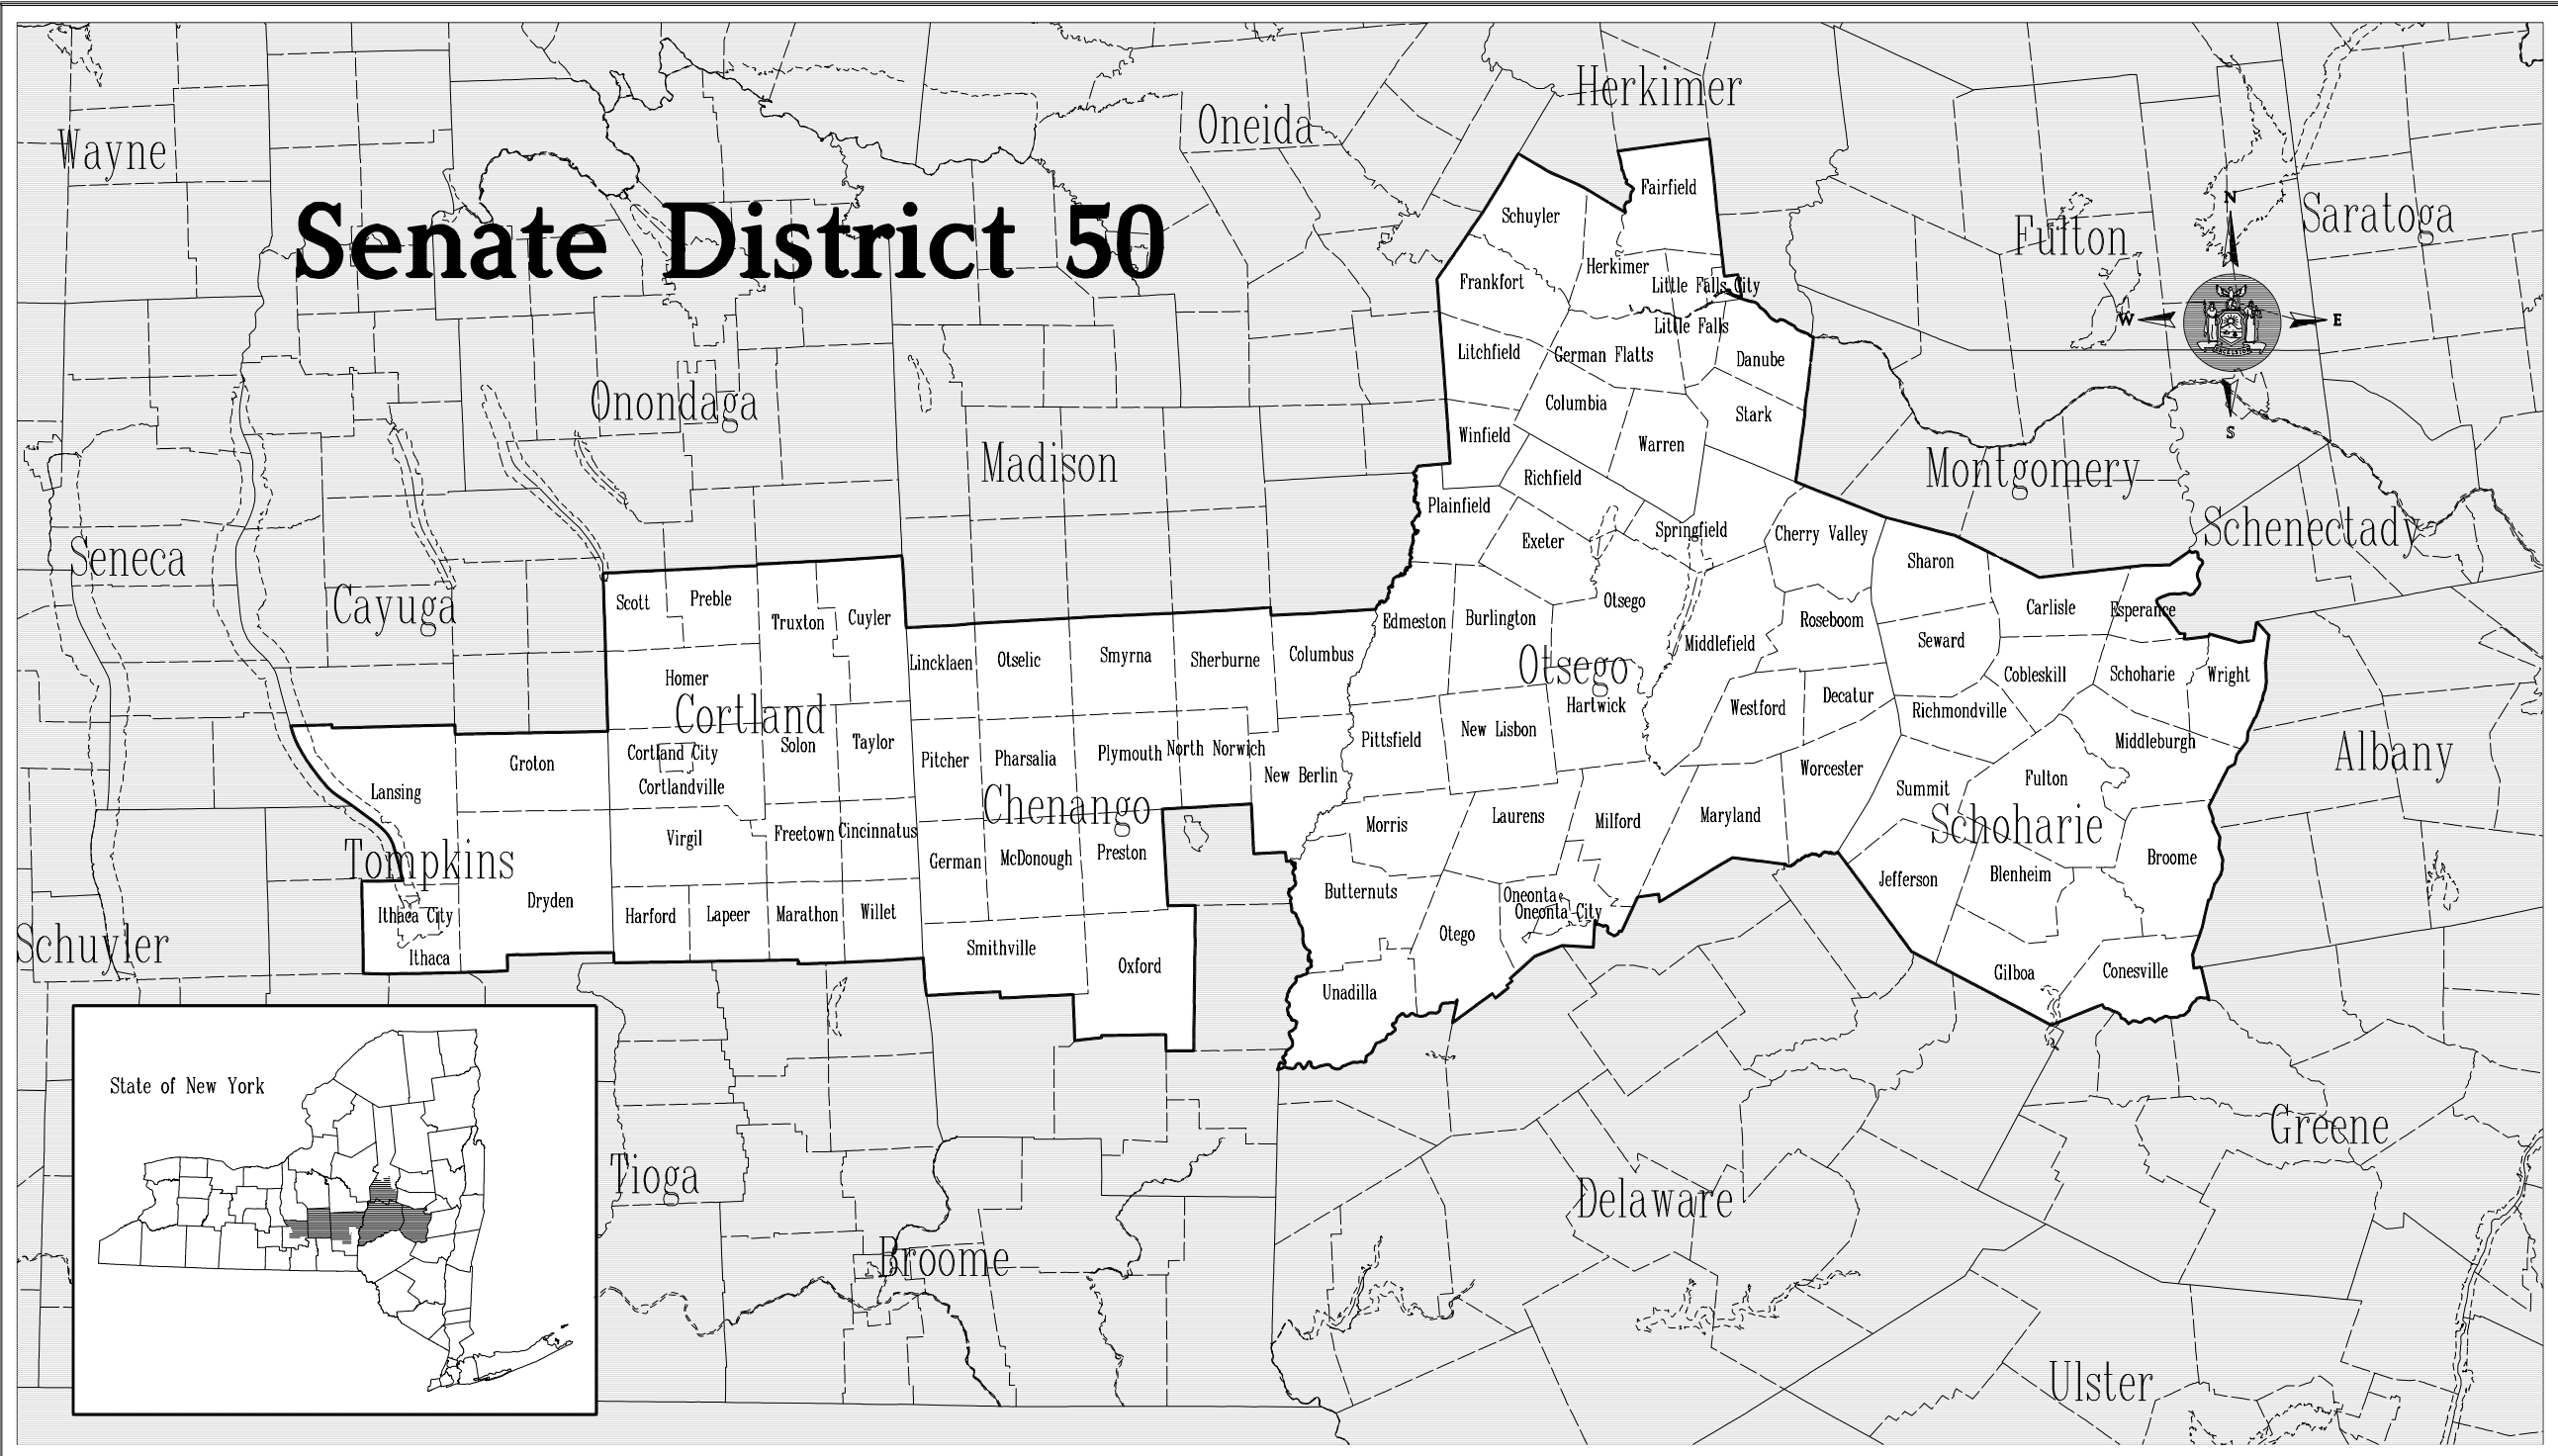 Herkimer
Oneida
Wayne
Fairfield
Schuyler
Senate District 50
Fulton
Saratoga
N
Herkimer
Frankfort
Little Falls City
W
E
Little Falls
Litchfield
German Flatts
Danube
Onondaga
Columbia
Stark
S
Winfield
Warren
Madison
Montgomery
Richfield
Plainfield
Springfield
Schenectady
Cherry Valley
Exeter
Seneca
Sharon
Cayuga
Scott
Preble
Otsego
Carlisle
Esperance
Truxton
Cuyler
Edmeston
Burlington
Roseboom
Seward
Middlefield
Lincklaen
Otselic
Smyrna
Sherburne
Columbus
Otsego
Homer
Cobleskill
Schoharie
Wright
Decatur
Hartwick
Westford
Richmondville
Cortland
New Lisbon
Pittsfield
Solon
Taylor
Middleburgh
Cortland City
North Norwich
Plymouth
Pharsalia
Pitcher
Albany
Groton
Worcester
New Berlin
Fulton
Cortlandville
Summit
Lansing
Chenango
Laurens
Milford
Maryland
Morris
Schoharie
Virgil
Freetown
Cincinnatus
Preston
McDonough
German
Tompkins
Broome
Blenheim
Jefferson
Butternuts
Oneonta
Dryden
Oneonta City
Ithaca City
Harford
Lapeer
Marathon
Willet
Otego
Schuyler
Smithville
Ithaca
Oxford
Gilboa
Conesville
Unadilla
State of New York
Greene
Tioga
Delaware
Broome
Ulster